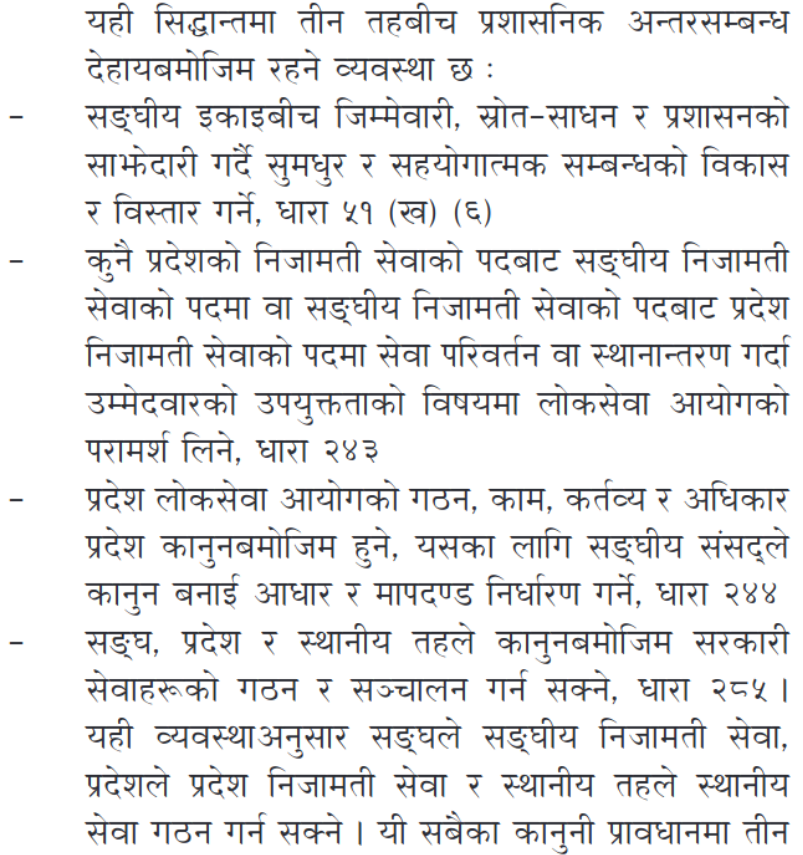 यही सिद्धान्तमा तीन तहबीच प्रशासनिक अन्तरसम्बन्ध
देहायबमोजिम रहने व्यवस्था छ :
- सङ्घीय इकाइबीच जिम्मेवारी, स्रोत-साधन र प्रशासनको
साझेदारी गर्दै सुमधुर र सहयोगात्मक सम्बन्धको विकास
र विस्तार गर्ने, धारा ५१ (ख) (६)
- कुनै प्रदेशको निजामती सेवाको पदबाट सङ्घीय निजामती
सेवाको पदमा वा सङ्घीय निजामती सेवाको पदबाट प्रदेश
निजामती सेवाको पदमा सेवा परिवर्तन वा स्थानान्तरण गर्दा
उम्मेदवारको उपयुक्तताको विषयमा लोकसेवा आयोगको
परामर्श लिने, धारा २४३
- प्रदेश लोकसेवा आयोगको गठन, काम, कर्तव्य र अधिकार
प्रदेश कानुनबमोजिम हुने, यसका लागि सङ्घीय संसद्ले
कानुन बनाई आधार र मापदण्ड निर्धारण गर्ने, धारा २४४
- सङ्घ, प्रदेश र स्थानीय तहले कानुनबमोजिम सरकारी
सेवाहरूको गठन र सञ्चालन गर्न सक्ने, धारा २८५ ।
यही व्यवस्थाअनुसार सङ्घले सङ्घीय निजामती सेवा,
प्रदेशले प्रदेश निजामती सेवा र स्थानीय तहले स्थानीय
सेवा गठन गर्न सक्ने । यी सबैका कानुनी प्रावधानमा तीन